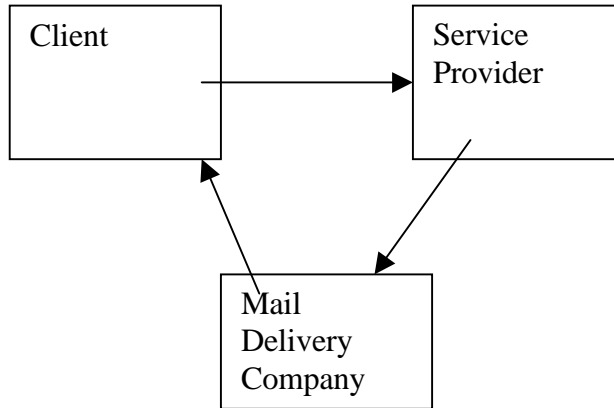 Client
Service
Provider
Mail
Delivery
Company